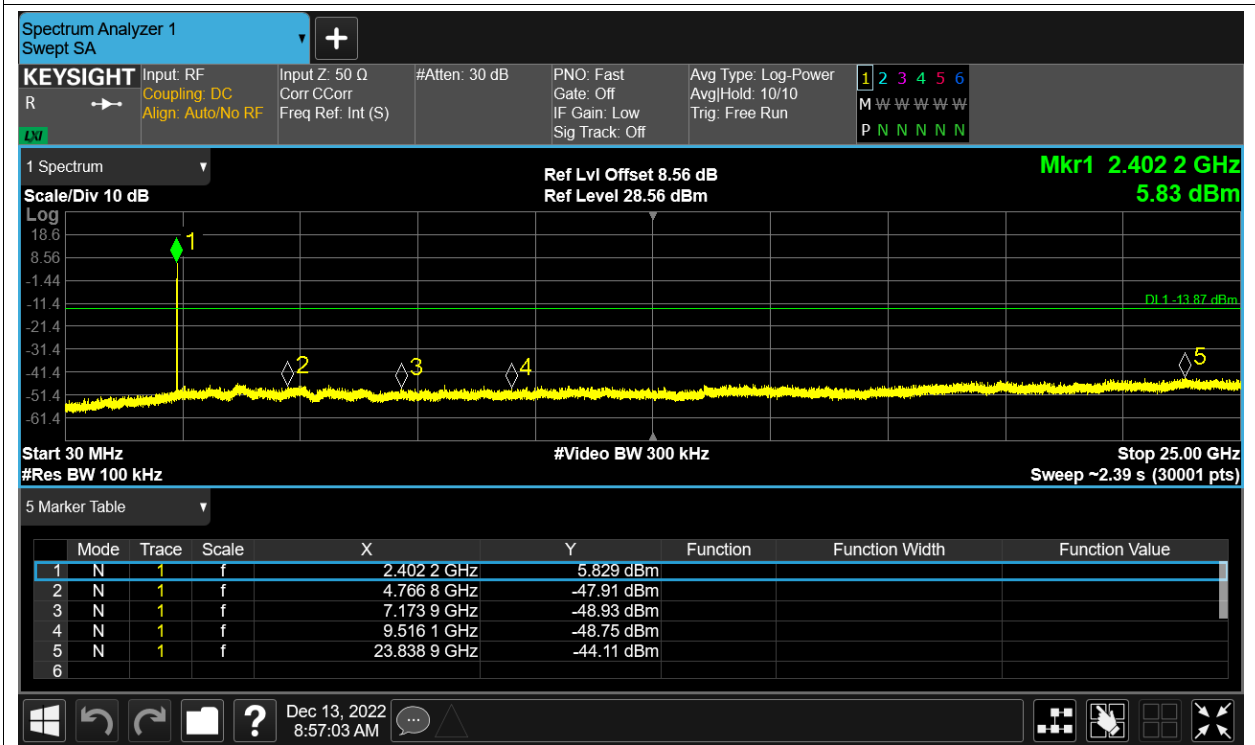 Spectrum Analyzer 1
Swept SA
KEYSIGHT Input: RF Input Z: 50 Ω #Atten: 30 dB PNO: Fast Avg Type: Log-Power 1 2 3 4 5 6
R Coupling: DC Corr CCorr Gate: Off Avg|Hold: 10/10 M W W W W W
Align: Auto/No RF Freq Ref: Int (S) IF Gain: Low Trig: Free Run
LXI Sig Track: Off P N N N N N
1 Spectrum Ref Lvl Offset 8.56 dB Mkr1 2.402 2 GHz
Scale/Div 10 dB Ref Level 28.56 dBm 5.83 dBm
Log
18.6
1
8.56
-1.44
-11.4
DL1 -13.87 dBm
-21.4
-31.4
2 3 4 5
-41.4
-51.4
-61.4
Start 30 MHz #Video BW 300 kHz Stop 25.00 GHz
#Res BW 100 kHz Sweep ~2.39 s (30001 pts)
5 Marker Table
Mode Trace Scale X Y Function Function Width Function Value
1 N 1 f 2.402 2 GHz 5.829 dBm
2 N 1 f 4.766 8 GHz -47.91 dBm
3 N 1 f 7.173 9 GHz -48.93 dBm
4 N 1 f 9.516 1 GHz -48.75 dBm
5 N 1 f 23.838 9 GHz -44.11 dBm
6
? Dec 13, 2022
8:57:03 AM